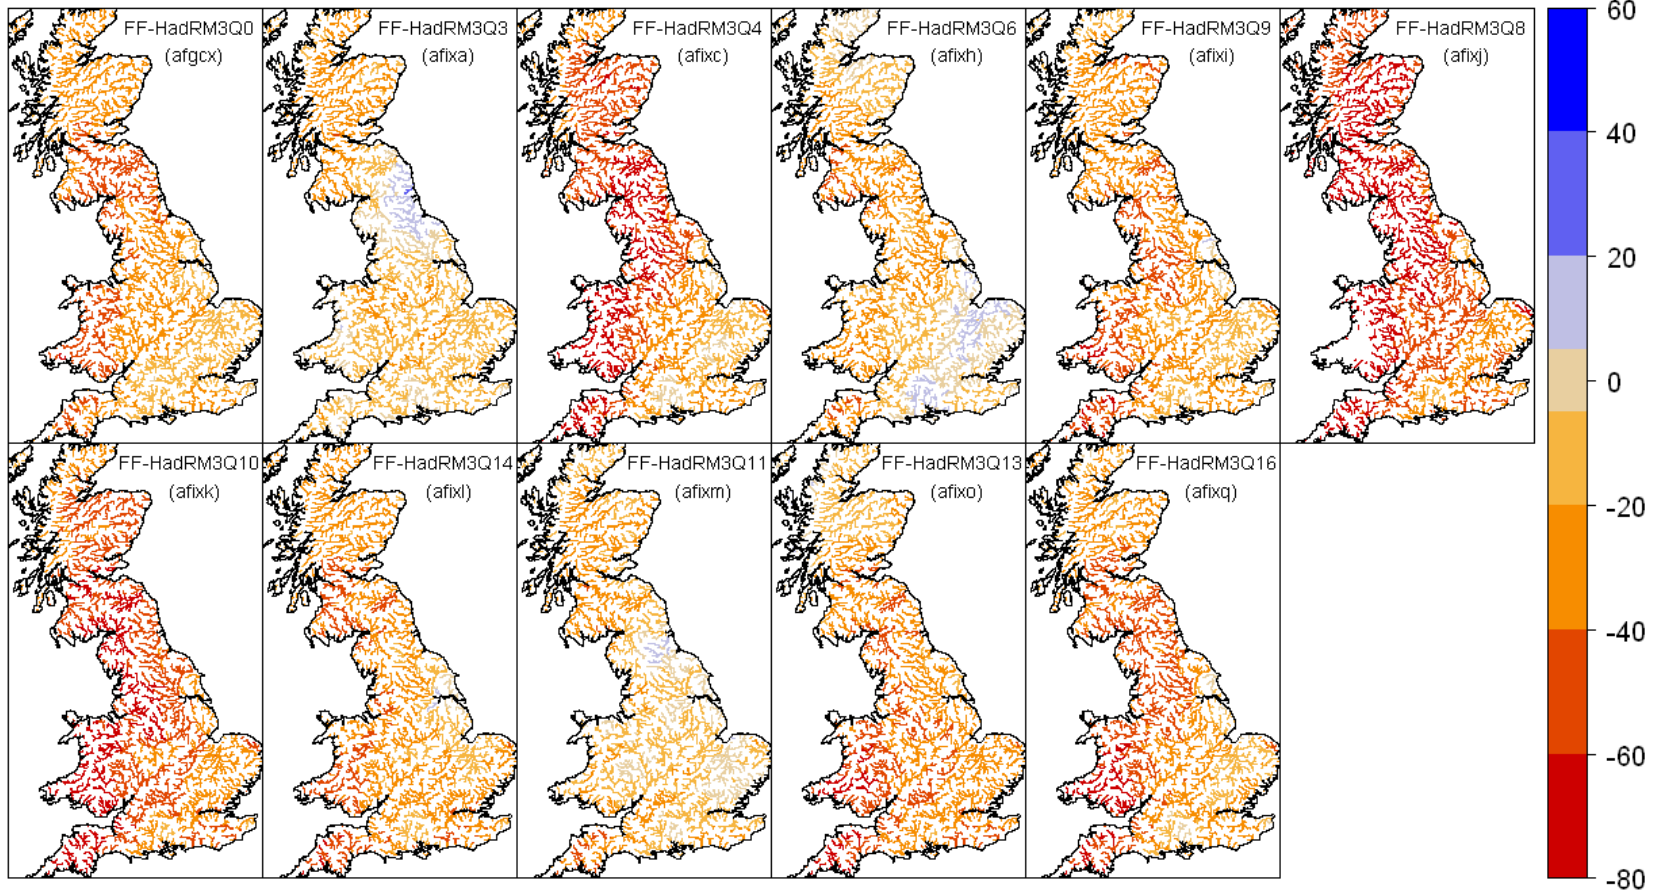 FF-HadRM3Q0
(afgcx)
FF-HadRM3Q3
(afixa)
FF-HadRM3Q4
(afixc)
FF-HadRM3Q6
(afixh)
FF-HadRM3Q9
(afixi)
FF-HadRM3Q8
(afixj)
FF-HadRM3Q10
(afixk)
FF-HadRM3Q14
(afixl)
FF-HadRM3Q11
(afixm)
FF-HadRM3Q13
(afixo)
FF-HadRM3Q16
(afixq)
60
40
20
0
-20
-40
-60
-80